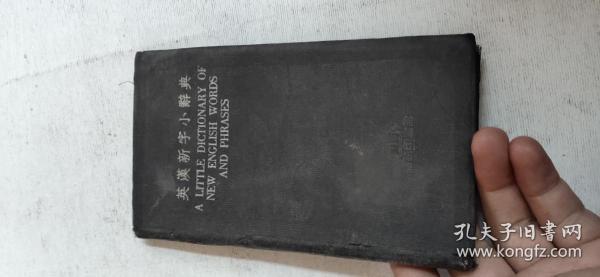 英漢新字小辭典
A LITTLE DICTIONARY OF
NEW ENGLISH WORDS
AND PHRASES
孔夫子旧书网
www.kongfz.com